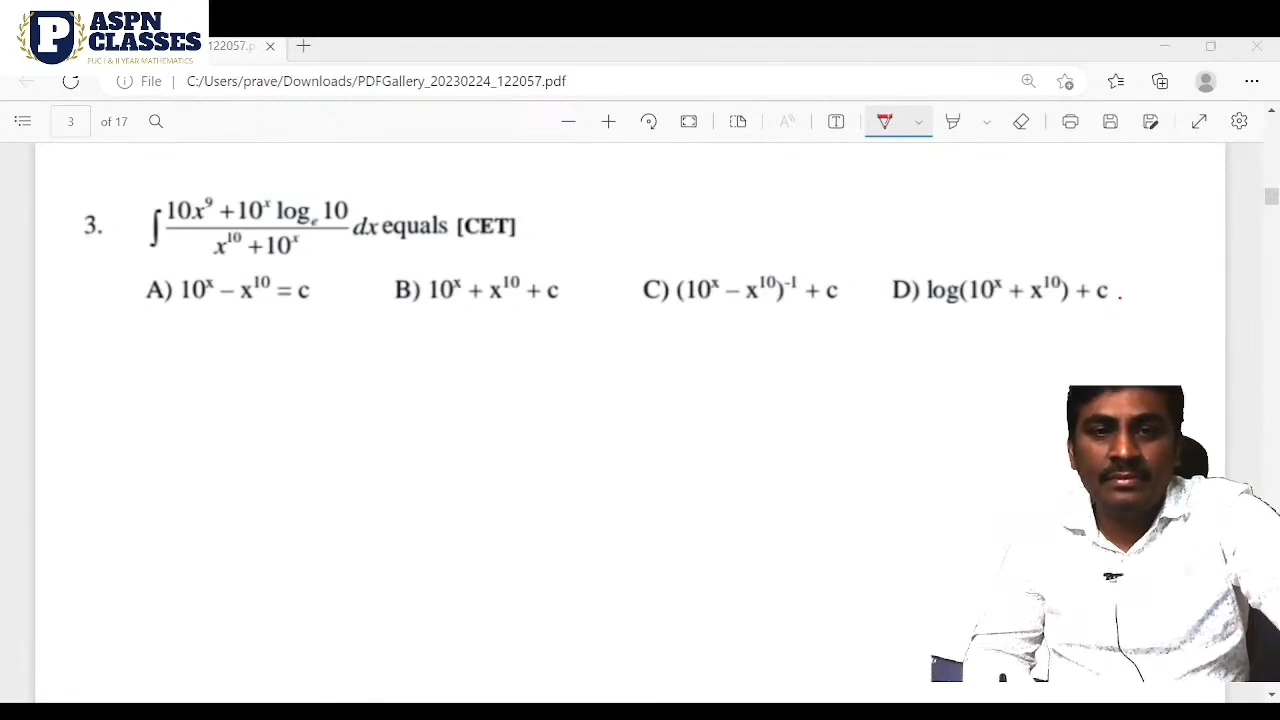 ASPN
CLASSES
PUC I & II YEAR MATHEMATICS
P
122057.p
File | C:/Users/prave/Downloads/PDFGallery_20230224_122057.pdf
3 of 17
3. ∫ (10x⁹ + 10ˣ logₑ 10)/(x¹⁰ + 10ˣ) dx equals [CET]
A) 10ˣ – x¹⁰ = c B) 10ˣ + x¹⁰ + c C) (10ˣ – x¹⁰)⁻¹ + c D) log(10ˣ + x¹⁰) + c .